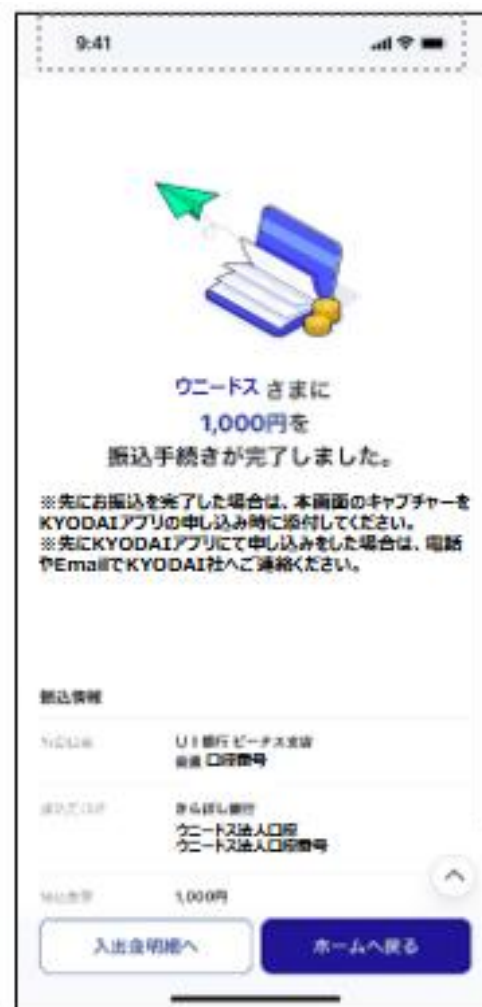 9:41
ウニードス さまに
1,000円を
振込手続きが完了しました。
※先にお振込を完了した場合は、本画面のキャプチャーを
KYODAIアプリの申し込み時に添付してください。
※先にKYODAIアプリにて申し込みをした場合は、電話
やEmailでKYODAI社へご連絡ください。
振込情報
UI銀行 ビーナス支店
普通 口座番号
きらぼし銀行
ウニードス法人口座
ウニードス法人口座番号
1,000円
入出金明細へ
ホームへ戻る